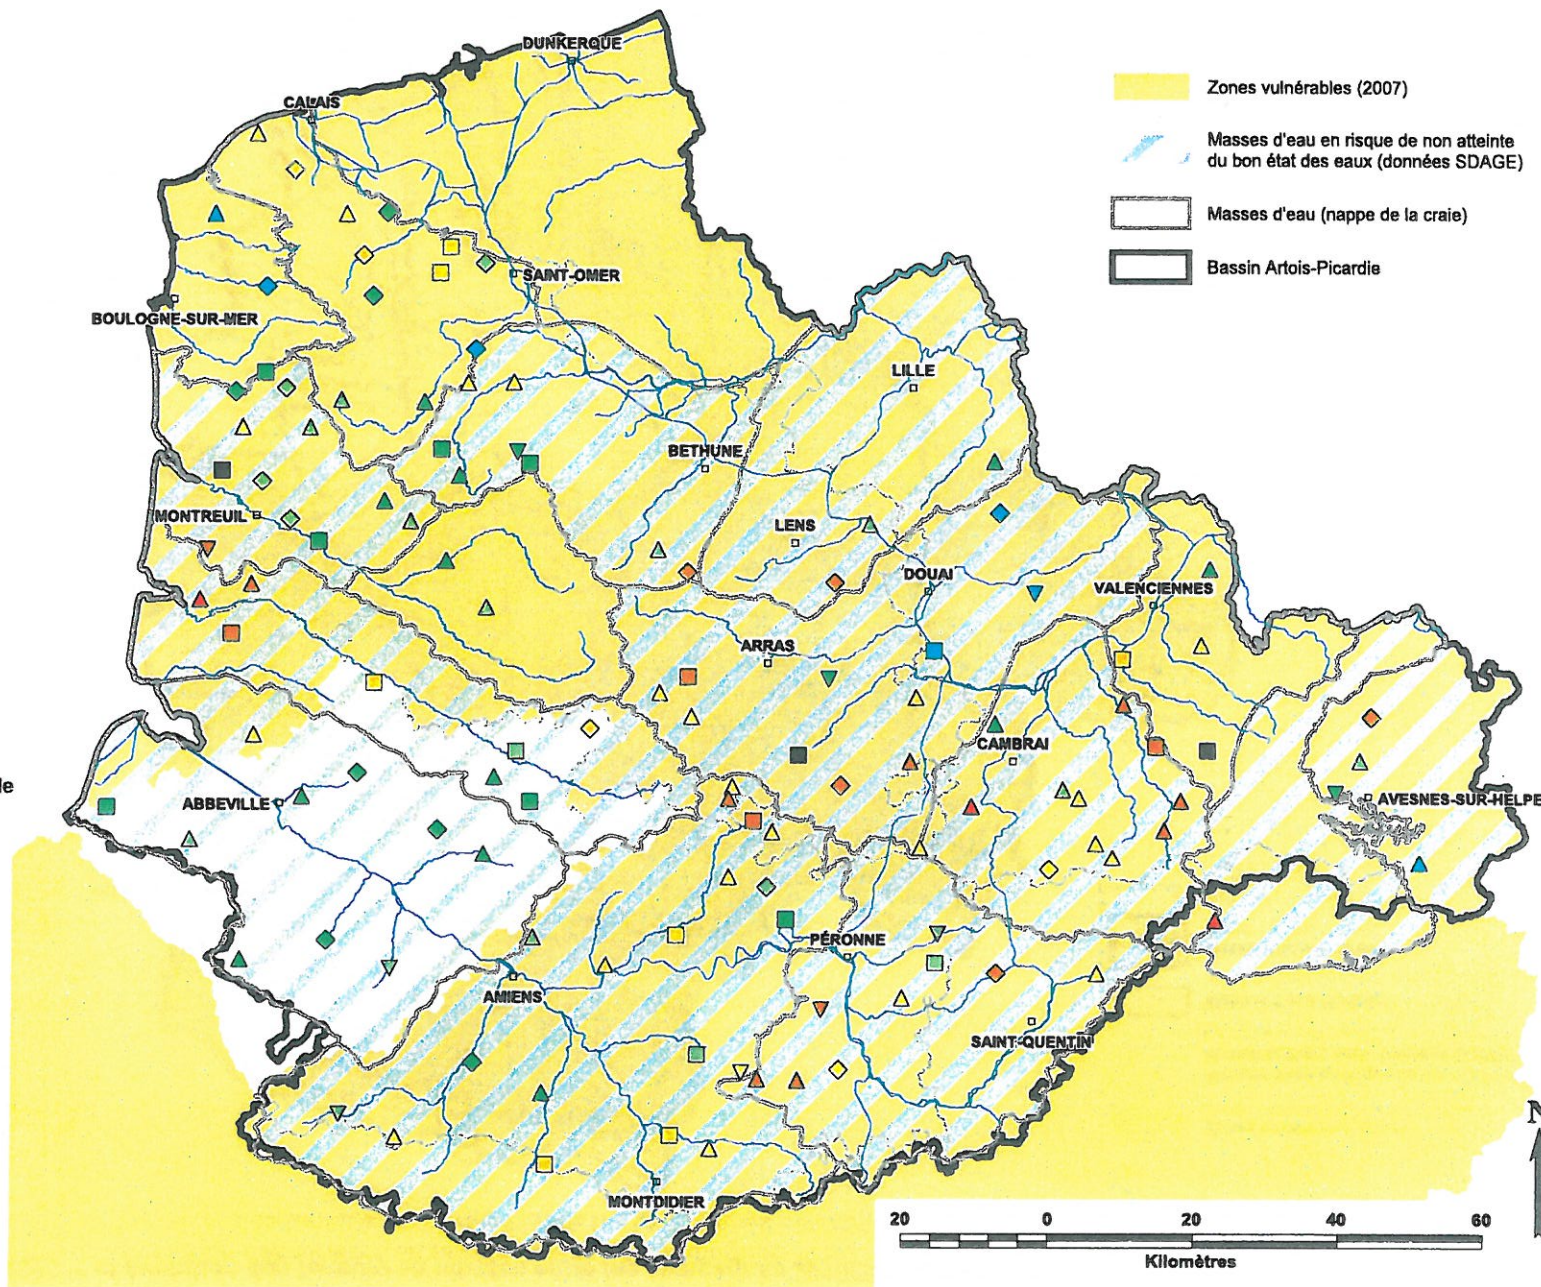 DUNKERQUE
CALAIS
Zones vulnérables (2007)
Masses d'eau en risque de non atteinte
du bon état des eaux (données SDAGE)
Masses d'eau (nappe de la craie)
Bassin Artois-Picardie
SAINT-OMER
BOULOGNE-SUR-MER
LILLE
BETHUNE
MONTREUIL
LENS
DOUAI
VALENCIENNES
ARRAS
CAMBRAI
le
ABBEVILLE
AVESNES-SUR-HELPE
PÉRONNE
AMIENS
SAINT-QUENTIN
N
MONTDIDIER
20 0 20 40 60
Kilomètres